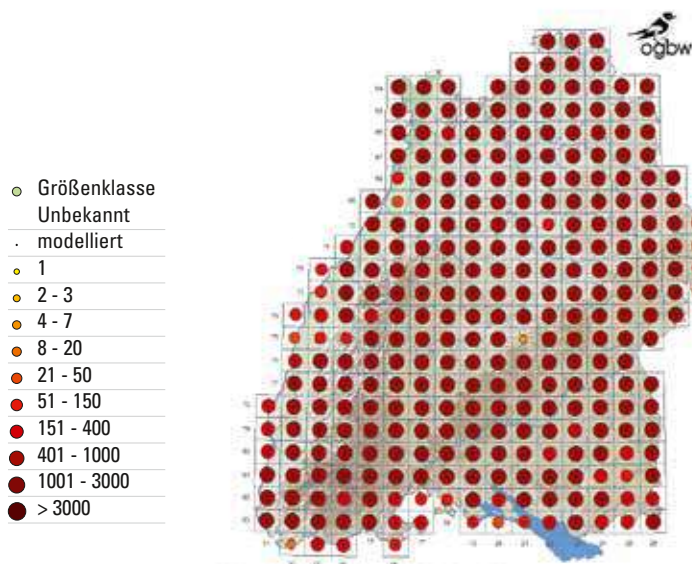 ogbw
Größenklasse
Unbekannt
modelliert
1
2 - 3
4 - 7
8 - 20
21 - 50
51 - 150
151 - 400
401 - 1000
1001 - 3000
> 3000